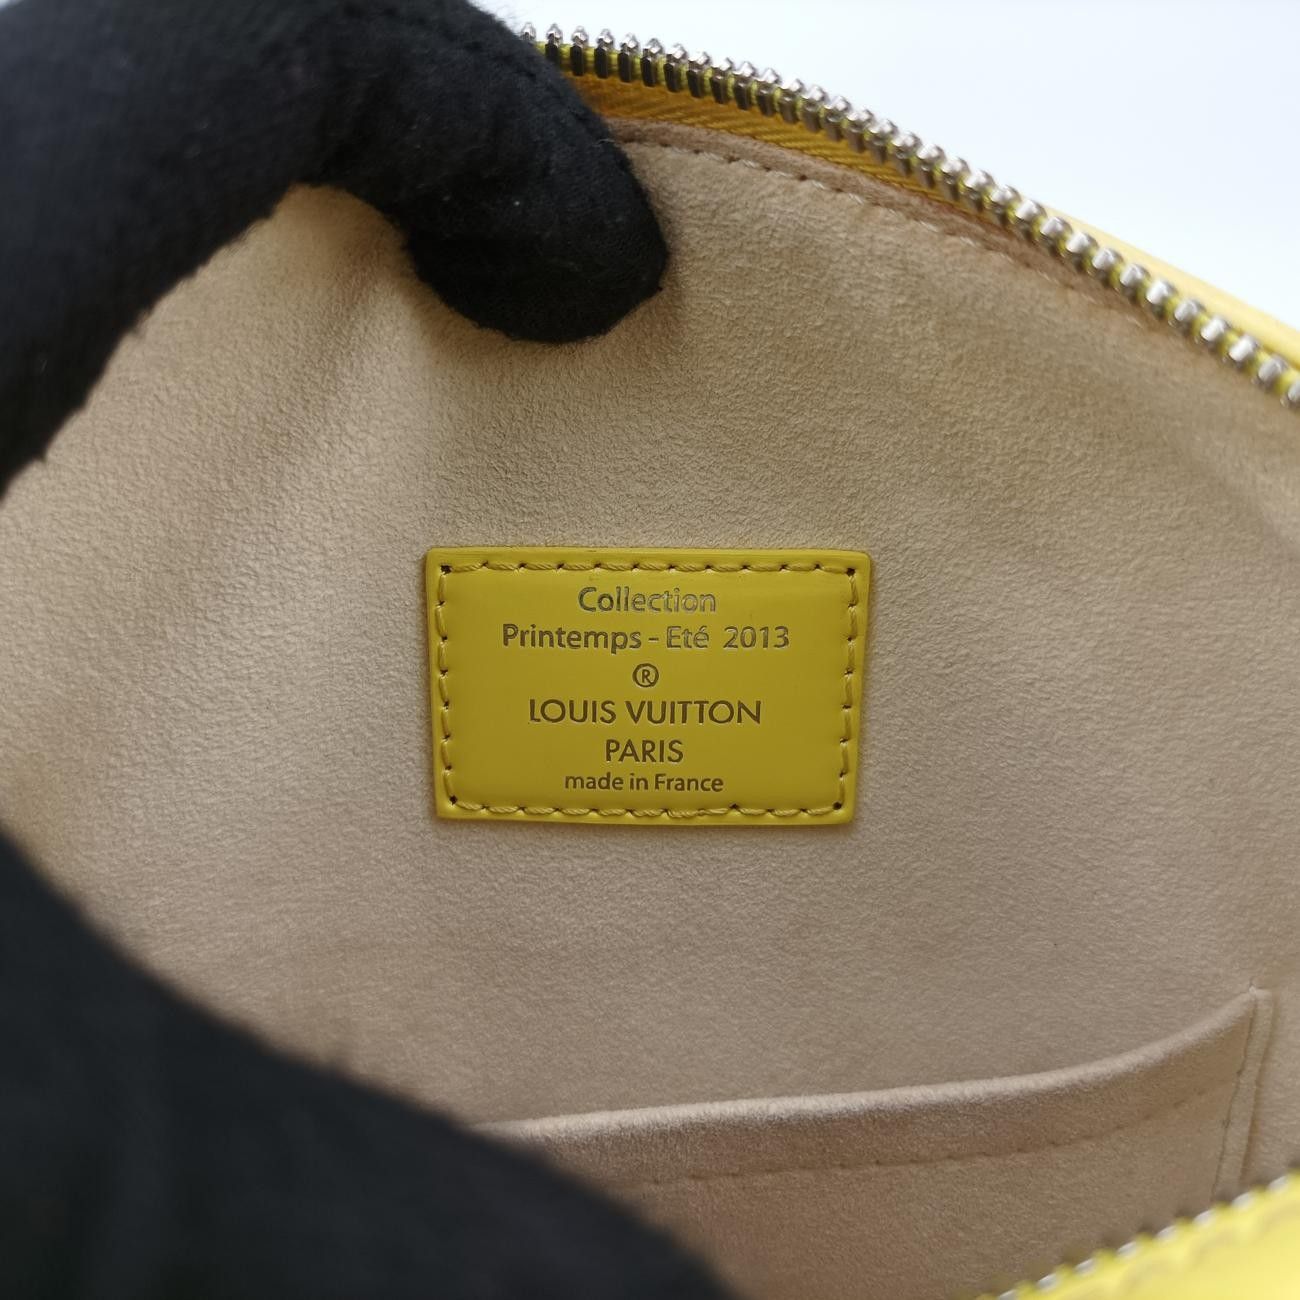 Collection
Printemps - Eté 2013
®
LOUIS VUITTON
PARIS
made in France